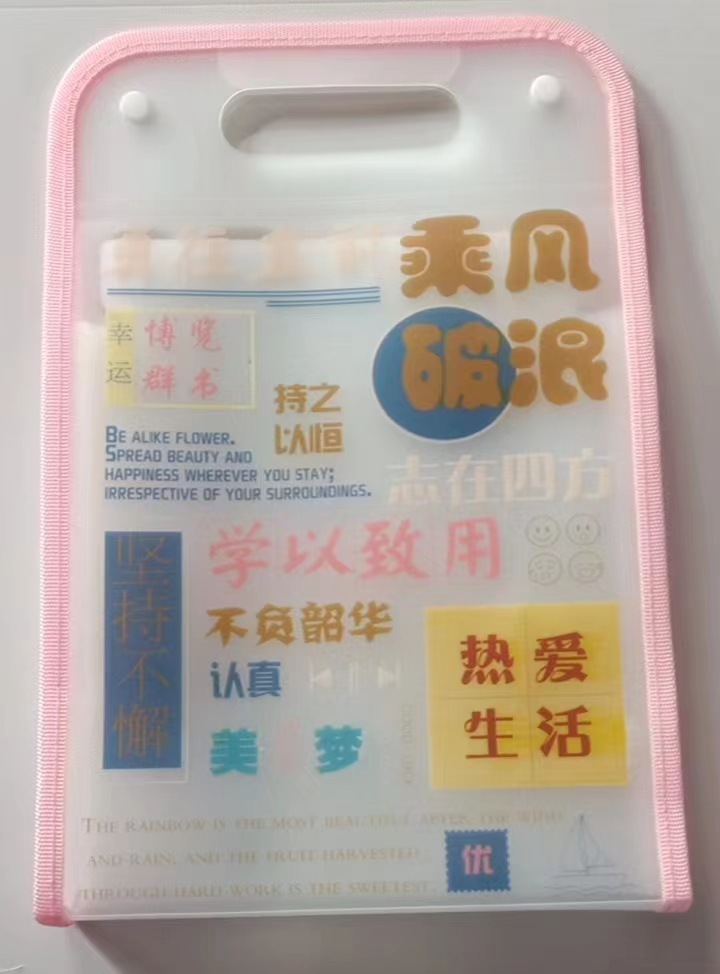 乘风
破泯
幸运
博览
群书
持之
以恒
BE ALIKE FLOWER.
SPREAD BEAUTY AND
HAPPINESS WHEREVER YOU STAY;
IRRESPECTIVE OF YOUR SURROUNDINGS.
志在四方
学以致用
坚持不懈
不负韶华
认真
美 梦
热爱
生活
THE RAINBOW IS THE MOST BEAUTIFUL AFTER THE WIND
AND RAIN, AND THE FRUIT HARVESTED
THROUGH HARD WORK IS THE SWEETEST.
优